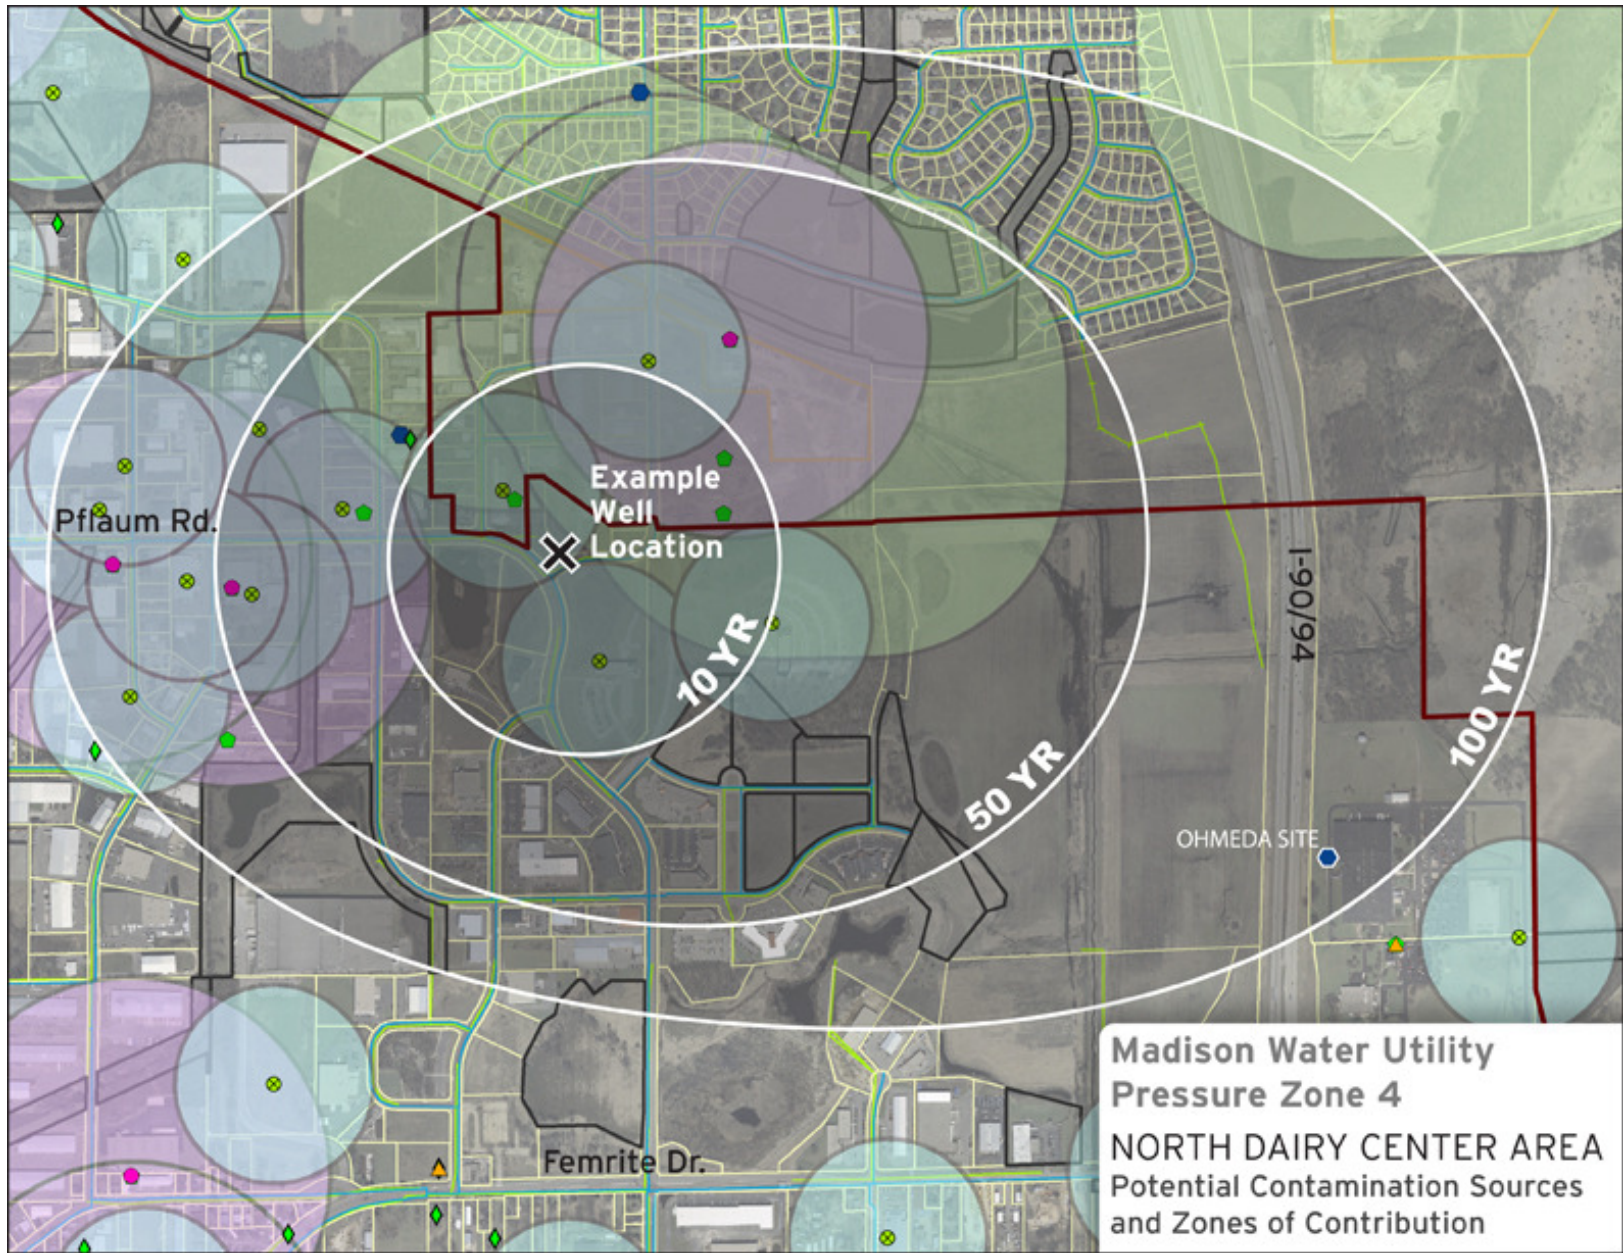 Example
Well
Location
Pflaum Rd.
10 YR
50 YR
100 YR
I-90/94
OHMEDA SITE
Femrite Dr.
Madison Water Utility
Pressure Zone 4
NORTH DAIRY CENTER AREA
Potential Contamination Sources
and Zones of Contribution